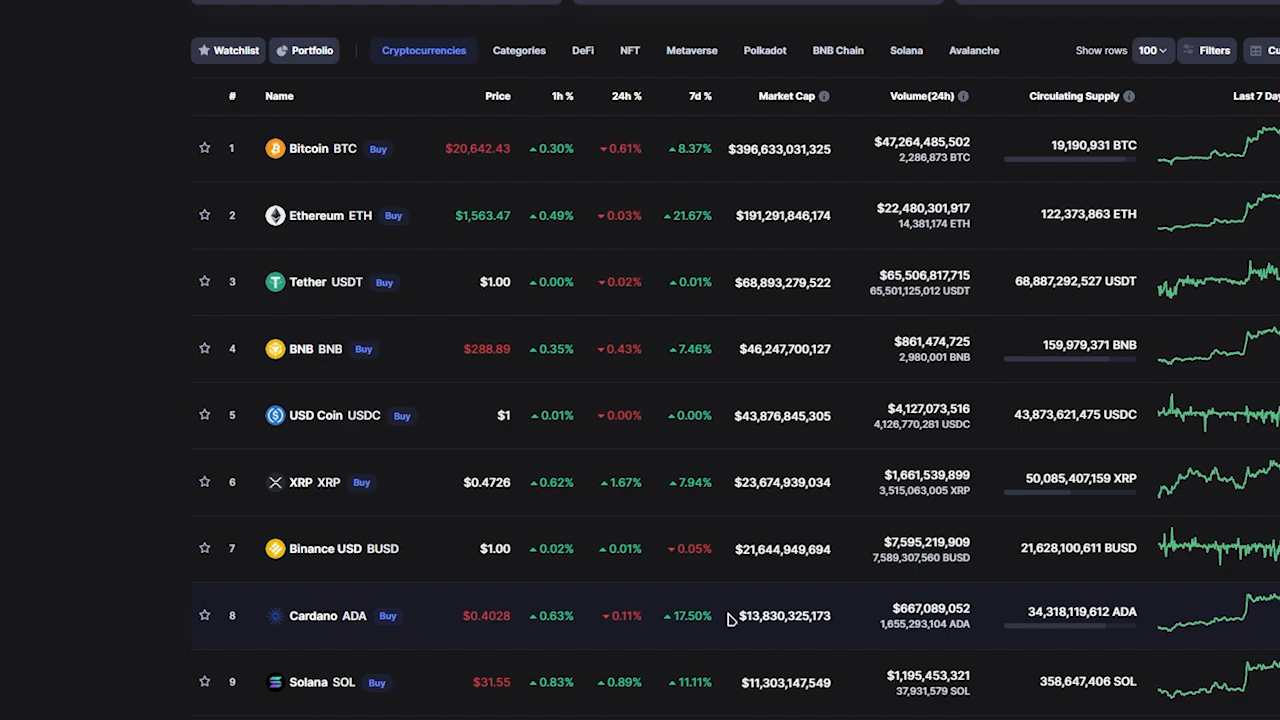 Watchlist Portfolio Cryptocurrencies Categories DeFi NFT Metaverse Polkadot BNB Chain Solana Avalanche Show rows 100 Filters Cu
# Name Price 1h % 24h % 7d % Market Cap Volume(24h) Circulating Supply Last 7 Day
1 Bitcoin BTC Buy $20,642.43 0.30% 0.61% 8.37% $396,633,031,325 $47,264,485,502 19,190,931 BTC
2,286,873 BTC
2 Ethereum ETH Buy $1,563.47 0.49% 0.03% 21.67% $191,291,846,174 $22,480,301,917 122,373,863 ETH
14,381,174 ETH
3 Tether USDT Buy $1.00 0.00% 0.02% 0.01% $68,893,279,522 $65,506,817,715 68,887,292,527 USDT
65,501,125,012 USDT
4 BNB BNB Buy $288.89 0.35% 0.43% 7.46% $46,247,700,127 $861,474,725 159,979,371 BNB
2,980,001 BNB
5 USD Coin USDC Buy $1 0.01% 0.00% 0.00% $43,876,845,305 $4,127,073,516 43,873,621,475 USDC
4,126,770,281 USDC
6 XRP XRP Buy $0.4726 0.62% 1.67% 7.94% $23,674,939,034 $1,661,539,899 50,085,407,159 XRP
3,515,063,005 XRP
7 Binance USD BUSD $1.00 0.02% 0.01% 0.05% $21,644,949,694 $7,595,219,909 21,628,100,611 BUSD
7,589,307,560 BUSD
8 Cardano ADA Buy $0.4028 0.63% 0.11% 17.50% $13,830,325,173 $667,089,052 34,318,119,612 ADA
1,655,293,104 ADA
9 Solana SOL Buy $31.55 0.83% 0.89% 11.11% $11,303,147,549 $1,195,453,321 358,647,406 SOL
37,931,579 SOL